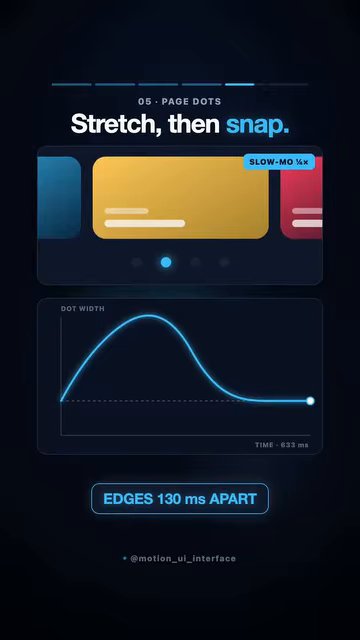 05 · PAGE DOTS
Stretch, then snap.
SLOW-MO ¼×
DOT WIDTH
TIME · 633 ms
EDGES 130 ms APART
@motion_ui_interface